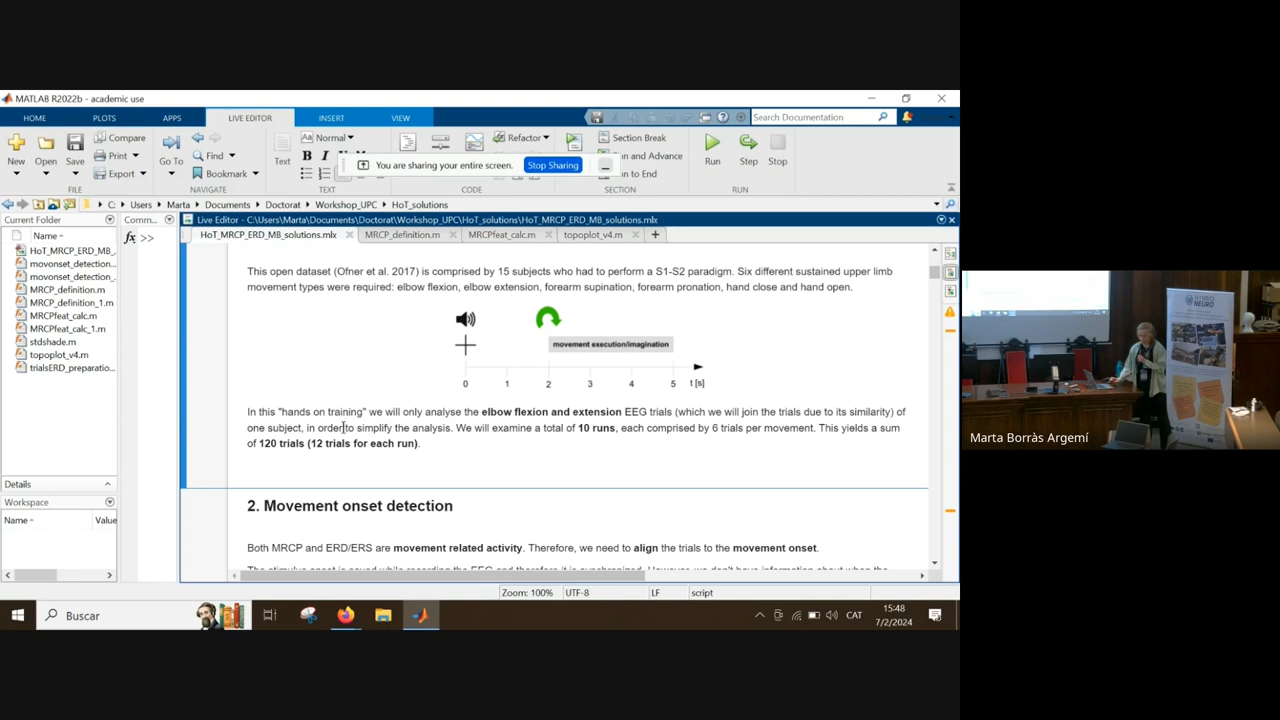 MATLAB R2022b - academic use
HOME PLOTS APPS LIVE EDITOR INSERT VIEW
Search Documentation
New Open Save Compare Print Export
Go To Find Bookmark
Text Normal
B I U M
Refactor
Section Break
Run and Advance
Run to End
Run Step Stop
You are sharing your entire screen. Stop Sharing
FILE NAVIGATE TEXT CODE SECTION RUN
C: Users Marta Documents Doctorat Workshop_UPC HoT_solutions
Current Folder
Name
HoT_MRCP_ERD_MB_...
movonset_detection...
movonset_detection_...
MRCP_definition.m
MRCP_definition_1.m
MRCPfeat_calc.m
MRCPfeat_calc_1.m
stdshade.m
topoplot_v4.m
trialsERD_preparatio...
Details
Workspace
Name Value
Comm...
fx >>
Live Editor - C:\Users\Marta\Documents\Doctorat\Workshop_UPC\HoT_solutions\HoT_MRCP_ERD_MB_solutions.mlx
HoT_MRCP_ERD_MB_solutions.mlx MRCP_definition.m MRCPfeat_calc.m topoplot_v4.m
This open dataset (Ofner et al. 2017) is comprised by 15 subjects who had to perform a S1-S2 paradigm. Six different sustained upper limb
movement types were required: elbow flexion, elbow extension, forearm supination, forearm pronation, hand close and hand open.
movement execution/imagination
0 1 2 3 4 5 t [s]
In this "hands on training" we will only analyse the elbow flexion and extension EEG trials (which we will join the trials due to its similarity) of
one subject, in order to simplify the analysis. We will examine a total of 10 runs, each comprised by 6 trials per movement. This yields a sum
of 120 trials (12 trials for each run).
2. Movement onset detection
Both MRCP and ERD/ERS are movement related activity. Therefore, we need to align the trials to the movement onset.
Zoom: 100% UTF-8 LF script
Buscar
CAT
15:48
7/2/2024
HYBRID
NEURO
Marta Borràs Argemí